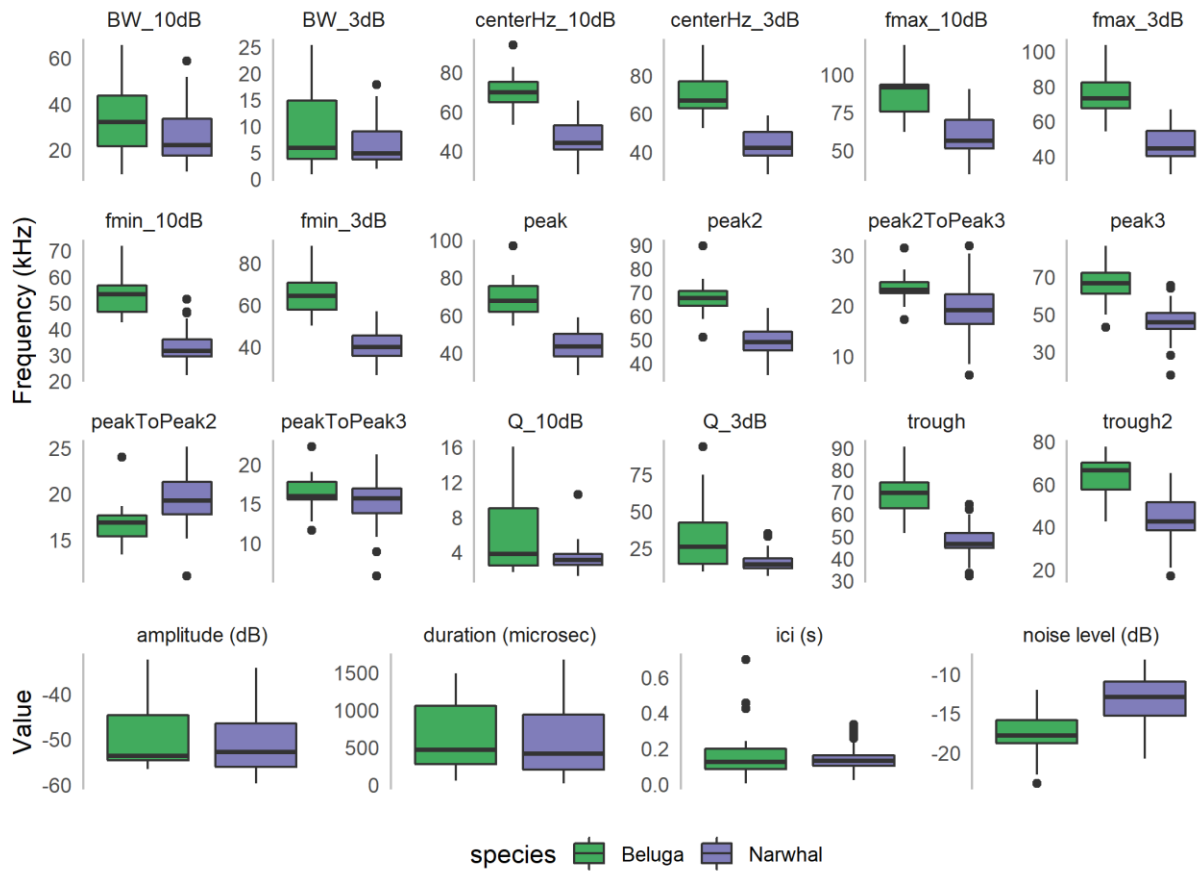 BW_10dB BW_3dB centerHz_10dB centerHz_3dB fmax_10dB fmax_3dB
60 40 20
25 20 15 10 5 0
80 60 40
80 60 40
100 75 50
100 80 60 40
Frequency (kHz)
fmin_10dB fmin_3dB peak peak2 peak2ToPeak3 peak3
70 60 50 40 30 20
80 60 40
100 80 60 40
90 80 70 60 50 40
30 20 10
70 50 30
peakToPeak2 peakToPeak3 Q_10dB Q_3dB trough trough2
25 20 15
20 15 10
16 12 8 4
75 50 25
90 80 70 60 50 40 30
80 60 40 20
Value
amplitude (dB) duration (microsec) ici (s) noise level (dB)
-40 -50 -60
1500 1000 500 0
0.6 0.4 0.2 0.0
-10 -15 -20
species Beluga Narwhal